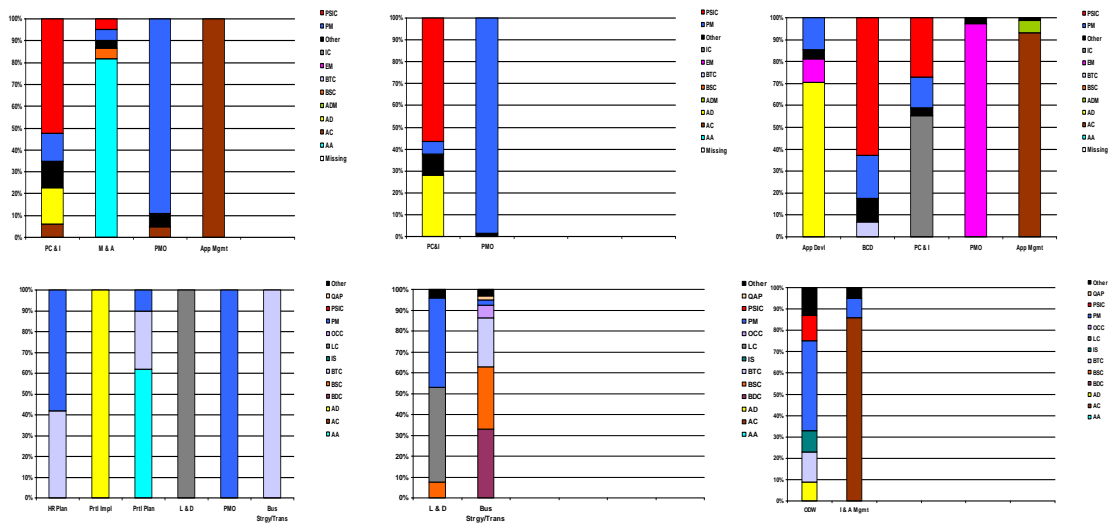 100%
90%
80%
70%
60%
50%
40%
30%
20%
10%
0%
PC & I M & A PMO App Mgmt
PSIC
PM
Other
IC
EM
BTC
BSC
ADM
AD
AC
AA
Missing
100%
90%
80%
70%
60%
50%
40%
30%
20%
10%
0%
PC&I PMO
PSIC
PM
Other
IC
EM
BTC
BSC
ADM
AD
AC
AA
Missing
100%
90%
80%
70%
60%
50%
40%
30%
20%
10%
0%
App Devl BCD PC & I PMO App Mgmt
PSIC
PM
Other
IC
EM
BTC
BSC
ADM
AD
AC
AA
Missing
100%
80%
60%
40%
20%
0%
HR Plan Prtl Impl Prtl Plan L & D PMO Bus
Strgy/Trans
Other
QAP
PSIC
PM
OCC
LC
IS
BTC
BSC
BDC
AD
AC
AA
100%
90%
80%
70%
60%
50%
40%
30%
20%
10%
0%
L & D Bus
Strgy/Trans
Other
QAP
PSIC
PM
OCC
LC
IS
BTC
BSC
BDC
AD
AC
AA
100%
90%
80%
70%
60%
50%
40%
30%
20%
10%
0%
ODW I & A Mgmt
Other
QAP
PSIC
PM
OCC
LC
IS
BTC
BSC
BDC
AD
AC
AA